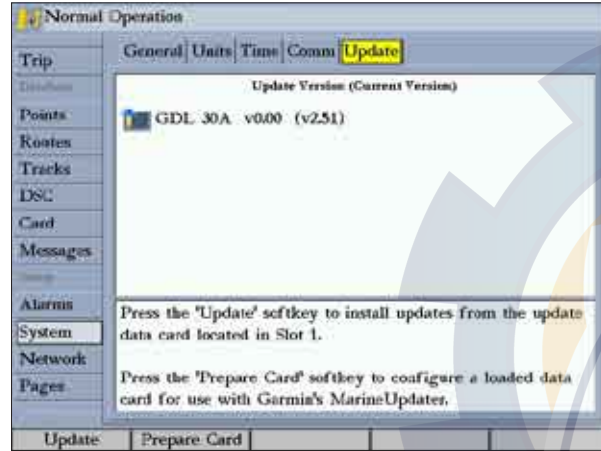 Normal Operation
General Units Time Comm Update
Trip
Database
Points
Routes
Tracks
DSC
Card
Messages
Alarms
System
Network
Pages
Update Version (Current Version)
GDL 30A v0.00 (v2.51)
Press the 'Update' softkey to install updates from the update
data card located in Slot 1.
Press the 'Prepare Card' softkey to configure a loaded data
card for use with Garmin's MarineUpdater.
Update Prepare Card